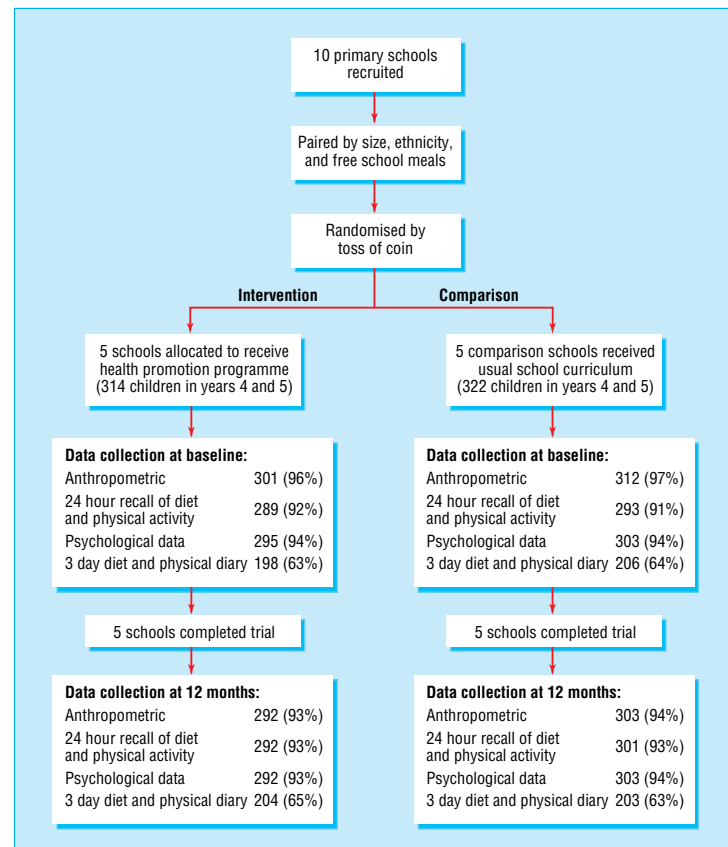 10 primary schools
recruited
Paired by size, ethnicity,
and free school meals
Randomised by
toss of coin
Intervention
Comparison
5 schools allocated to receive
health promotion programme
(314 children in years 4 and 5)
5 comparison schools received
usual school curriculum
(322 children in years 4 and 5)
Data collection at baseline:
Anthropometric 301 (96%)
24 hour recall of diet
and physical activity 289 (92%)
Psychological data 295 (94%)
3 day diet and physical diary 198 (63%)
Data collection at baseline:
Anthropometric 312 (97%)
24 hour recall of diet
and physical activity 293 (91%)
Psychological data 303 (94%)
3 day diet and physical diary 206 (64%)
5 schools completed trial
5 schools completed trial
Data collection at 12 months:
Anthropometric 292 (93%)
24 hour recall of diet
and physical activity 292 (93%)
Psychological data 292 (93%)
3 day diet and physical diary 204 (65%)
Data collection at 12 months:
Anthropometric 303 (94%)
24 hour recall of diet
and physical activity 301 (93%)
Psychological data 303 (94%)
3 day diet and physical diary 203 (63%)